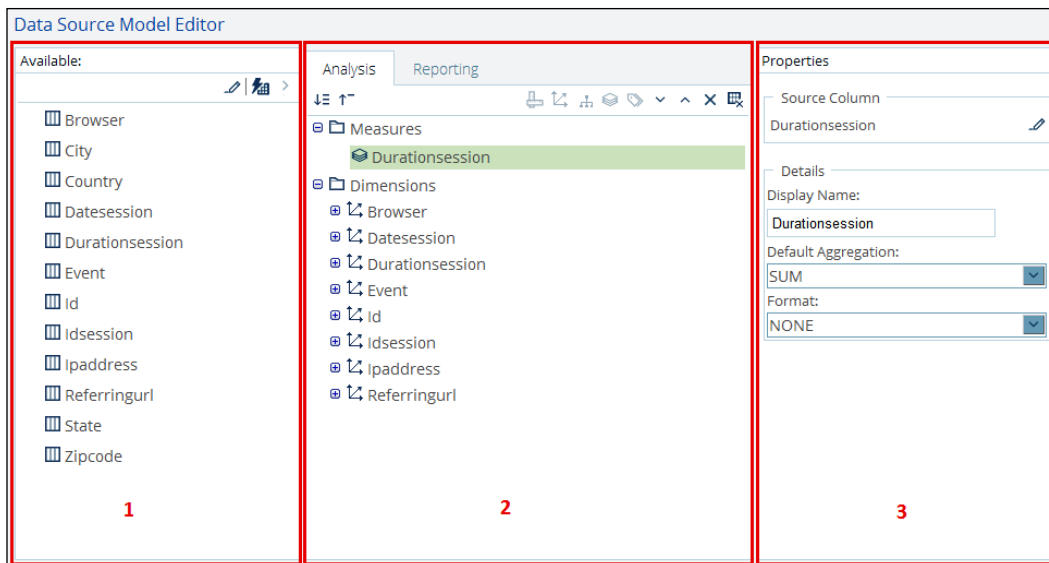 Data Source Model Editor
Available:
Browser
City
Country
Datesession
Durationsession
Event
Id
Idsession
Ipaddress
Referringurl
State
Zipcode
1
Analysis Reporting
Measures
Durationsession
Dimensions
Browser
Datesession
Durationsession
Event
Id
Idsession
Ipaddress
Referringurl
2
Properties
Source Column
Durationsession
Details
Display Name:
Durationsession
Default Aggregation:
SUM
Format:
NONE
3